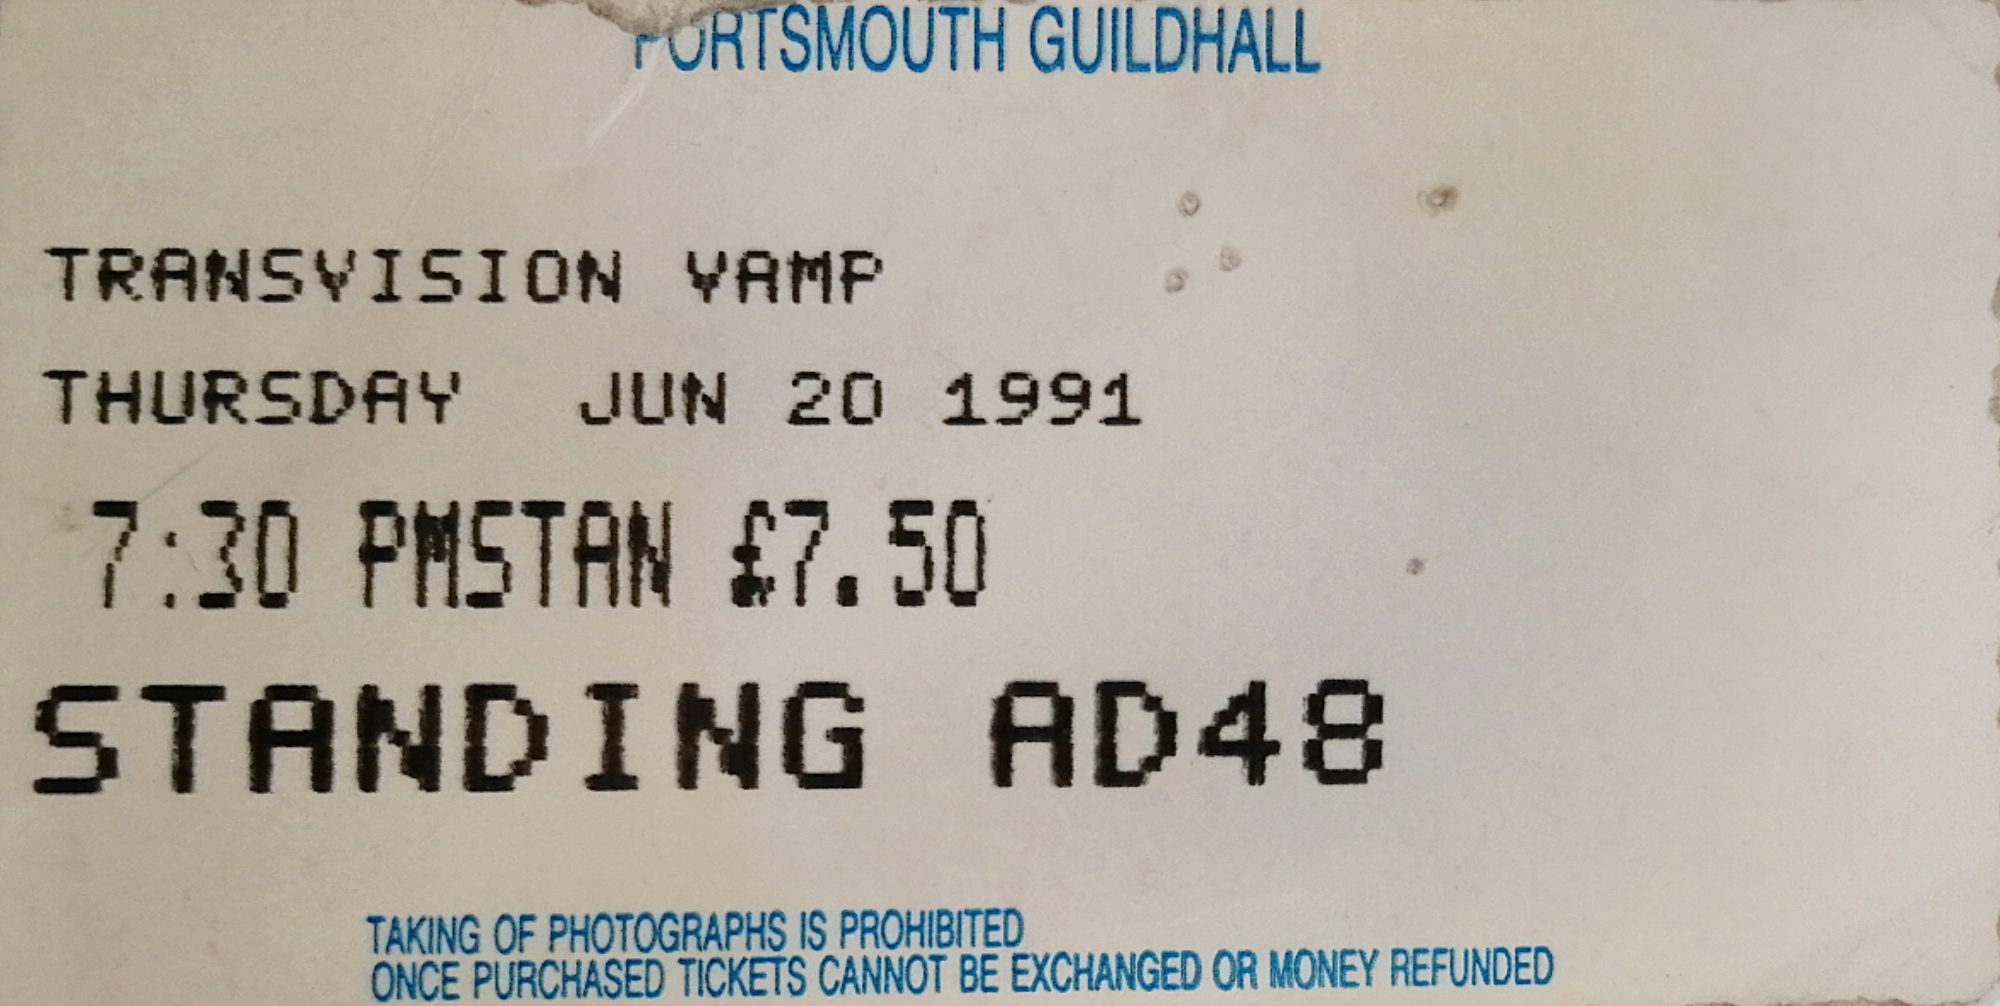 PORTSMOUTH GUILDHALL
TRANSVISION VAMP
THURSDAY JUN 20 1991
7:30 PMSTAN £7.50
STANDING AD48
TAKING OF PHOTOGRAPHS IS PROHIBITED
ONCE PURCHASED TICKETS CANNOT BE EXCHANGED OR MONEY REFUNDED